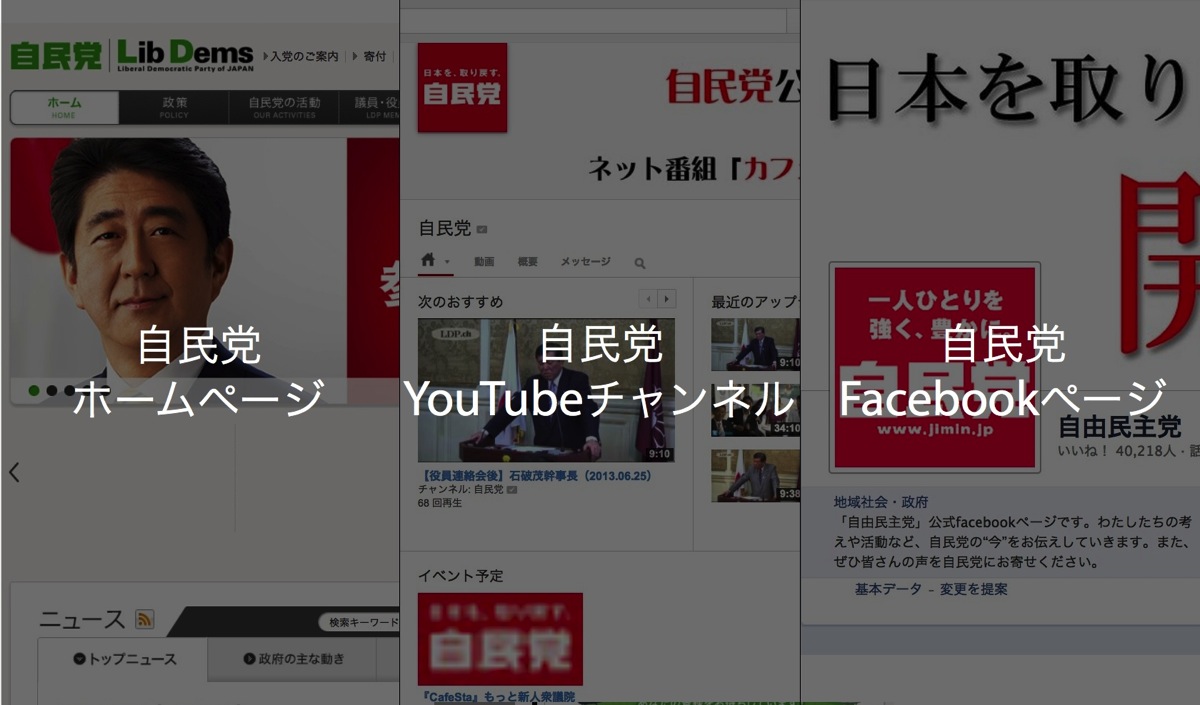 自民党
Lib Dems
Liberal Democratic Party of JAPAN
入党のご案内
寄付
ホーム
HOME
政策
POLICY
自民党の活動
OUR ACTIVITIES
議員・役
LDP MEN
自民党
ホームページ
ニュース
検索キーワード
トップニュース
政府の主な動き
日本を、取り戻す。
自民党
自民党公
ネット番組「カフ
自民党
動画
概要
メッセージ
次のおすすめ
最近のアップ
LDP.ch
9:10
9:10
34:10
9:38
自民党
YouTubeチャンネル
【役員連絡会後】石破茂幹事長（2013.06.25）
チャンネル: 自民党
68 回再生
イベント予定
日本を、取り戻す。
自民党
『CafeSta』もっと新人衆議院
日本を取り
一人ひとりを
強く、豊かに。
自民党
www.jimin.jp
自民党
Facebookページ
自由民主党
いいね！ 40,218人・話
地域社会・政府
「自由民主党」公式facebookページです。わたしたちの考
えや活動など、自民党の“今”をお伝えしていきます。また、
ぜひ皆さんの声を自民党にお寄せください。
基本データ - 変更を提案